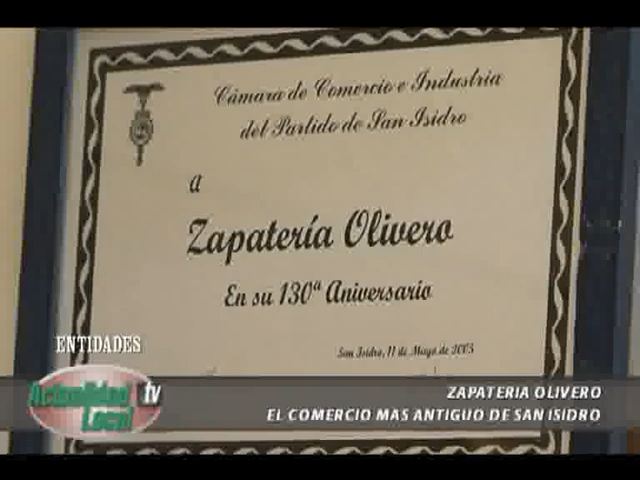 Cámara de Comercio e Industria
del Partido de San Isidro
a
Zapatería Olivero
En su 130ª Aniversario
San Isidro, 11 de Mayo de 2005
ENTIDADES
Actualidad Local tv
ZAPATERIA OLIVERO
EL COMERCIO MAS ANTIGUO DE SAN ISIDRO